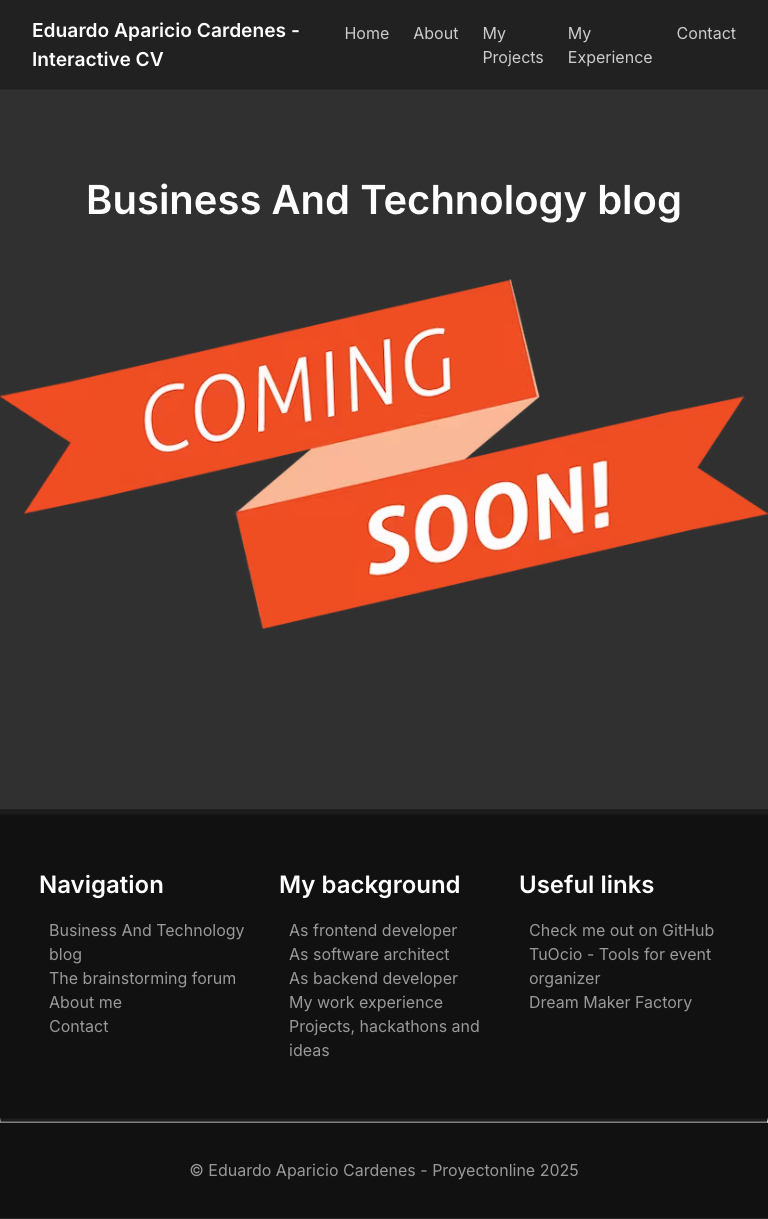 Eduardo Aparicio Cardenes -
Interactive CV
Home
About
My
Projects
My
Experience
Contact
Business And Technology blog
COMING
SOON!
Navigation
Business And Technology
blog
The brainstorming forum
About me
Contact
My background
As frontend developer
As software architect
As backend developer
My work experience
Projects, hackathons and
ideas
Useful links
Check me out on GitHub
TuOcio - Tools for event
organizer
Dream Maker Factory
© Eduardo Aparicio Cardenes - Proyectonline 2025